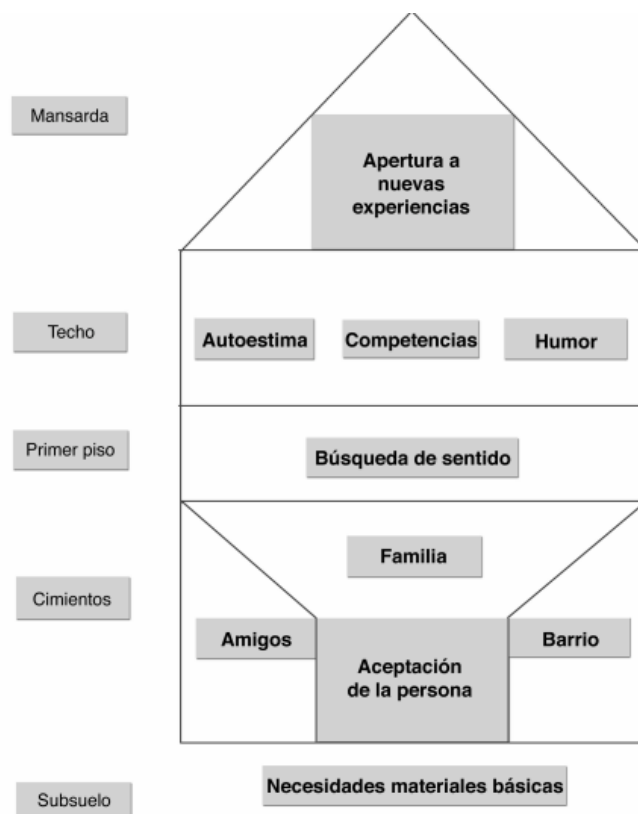 Mansarda
Apertura a
nuevas
experiencias
Techo
Autoestima
Competencias
Humor
Primer piso
Búsqueda de sentido
Familia
Cimientos
Amigos
Barrio
Aceptación
de la persona
Necesidades materiales básicas
Subsuelo